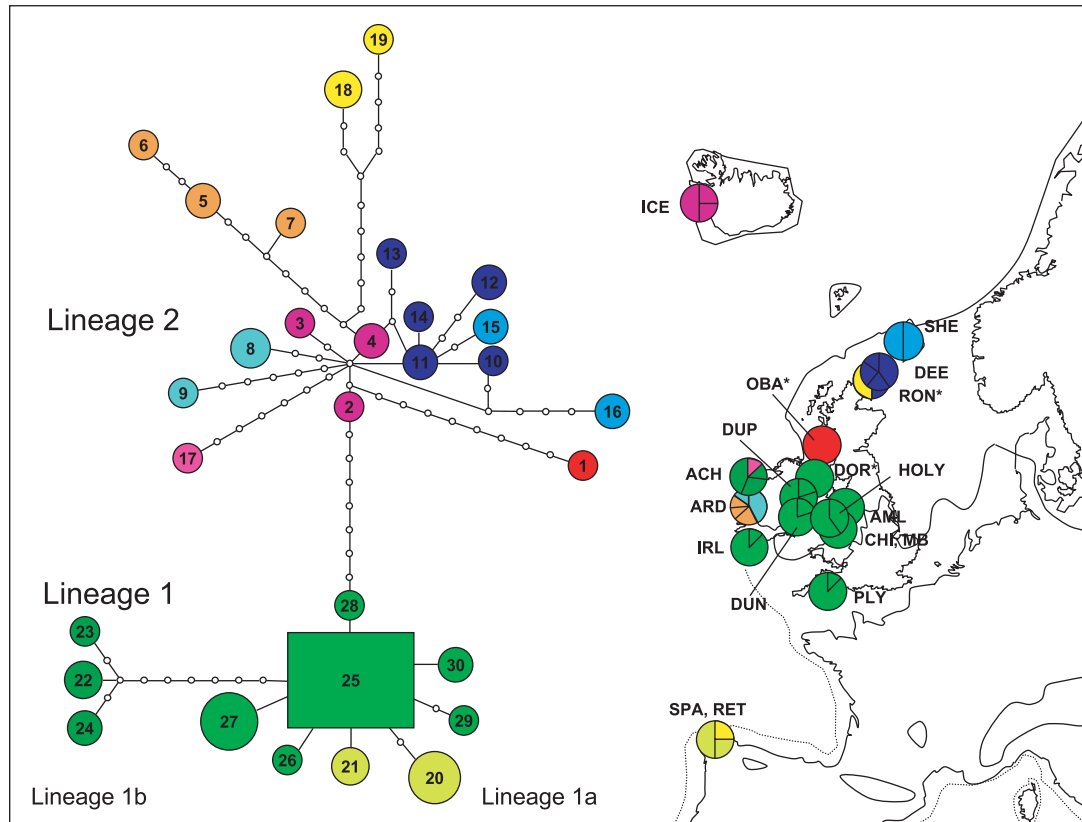 19
18
6
5
7
13
12
3
14
15
Lineage 2
4
8
11
10
9
2
16
17
1
Lineage 1
28
23
30
22
25
27
29
24
26
21
20
Lineage 1b
Lineage 1a
ICE
SHE
DEE
OBA*
RON*
DUP
ACH
DOR*
HOLY
ARD
AML
CHI, MB
IRL
DUN
PLY
SPA, RET